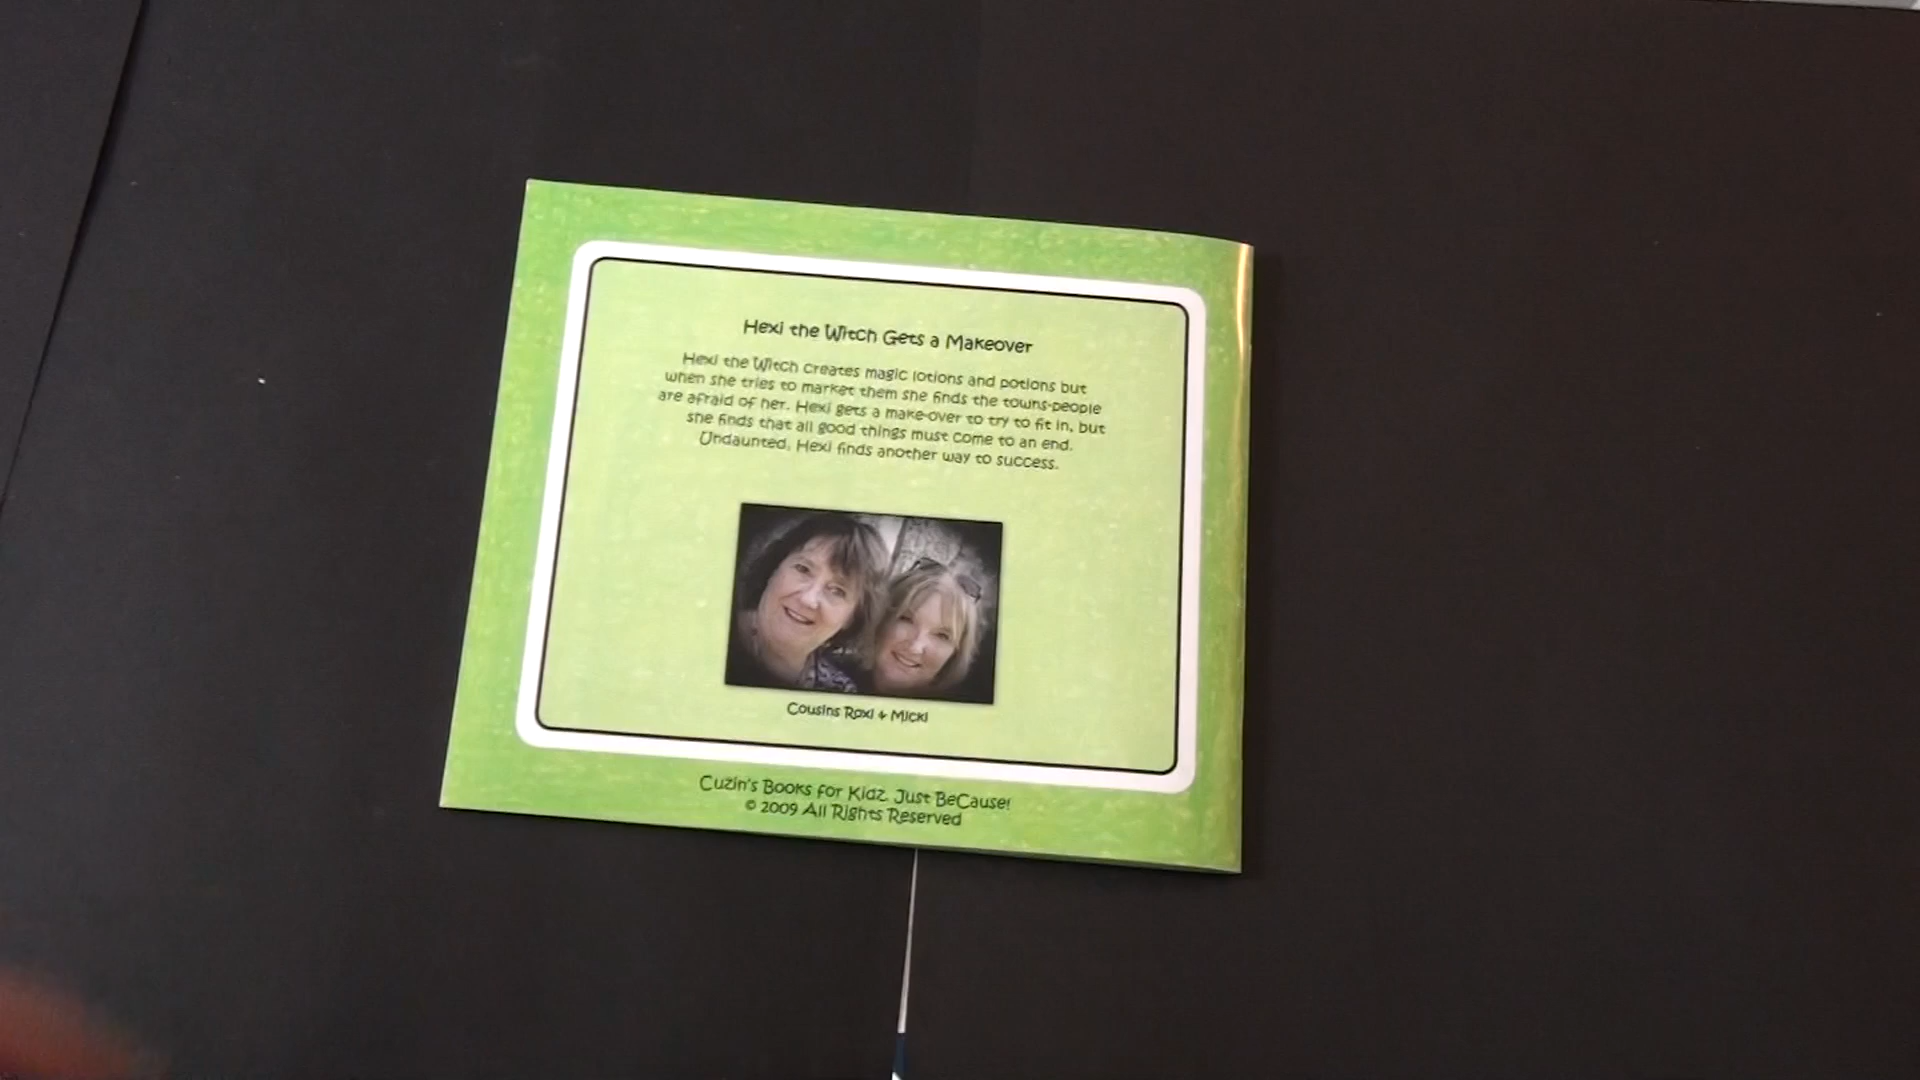 Hexi the Witch Gets a Makeover
Hexi the Witch creates magic lotions and potions but
when she tries to market them she finds the towns-people
are afraid of her. Hexi gets a make-over to try to fit in, but
she finds that all good things must come to an end.
Undaunted, Hexi finds another way to success.
Cousins Roxi & Micki
Cuzin's Books for Kidz Just BeCause!
© 2009 All Rights Reserved